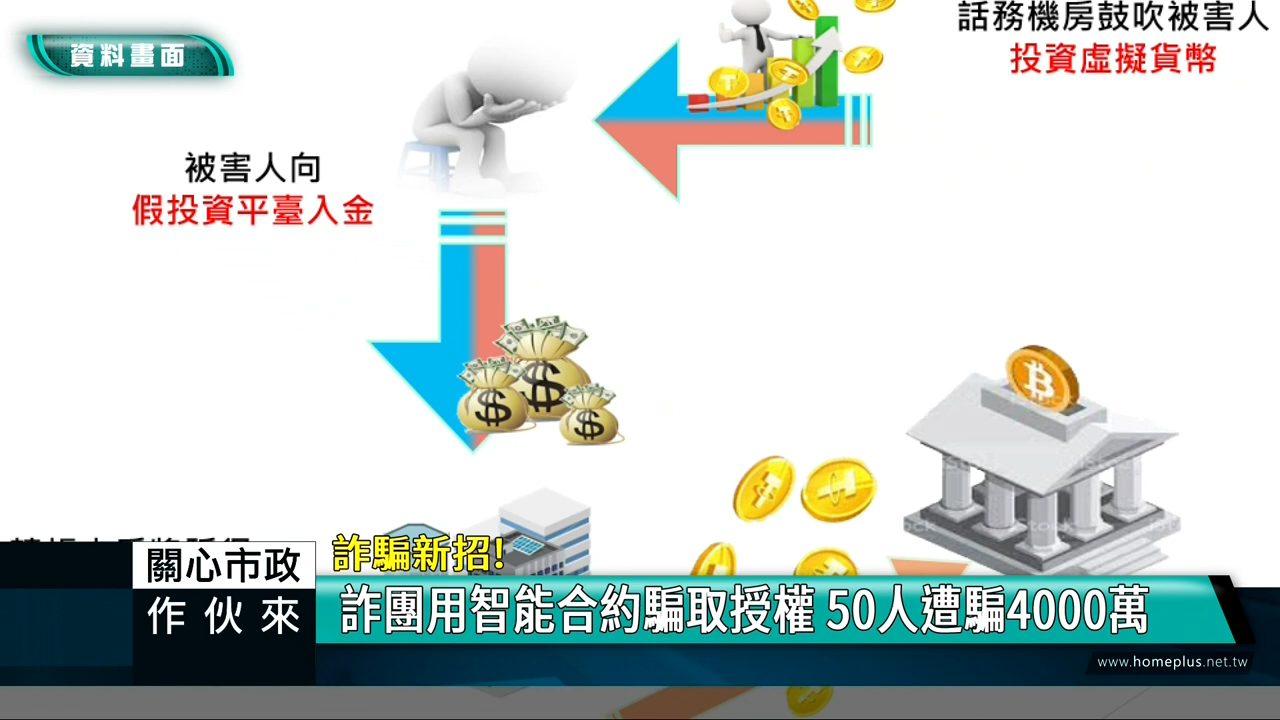 資料畫面
話務機房鼓吹被害人
投資虛擬貨幣
被害人向
假投資平臺入金
關心市政
作伙來
詐騙新招!
詐團用智能合約騙取授權 50人遭騙4000萬
www.homeplus.net.tw